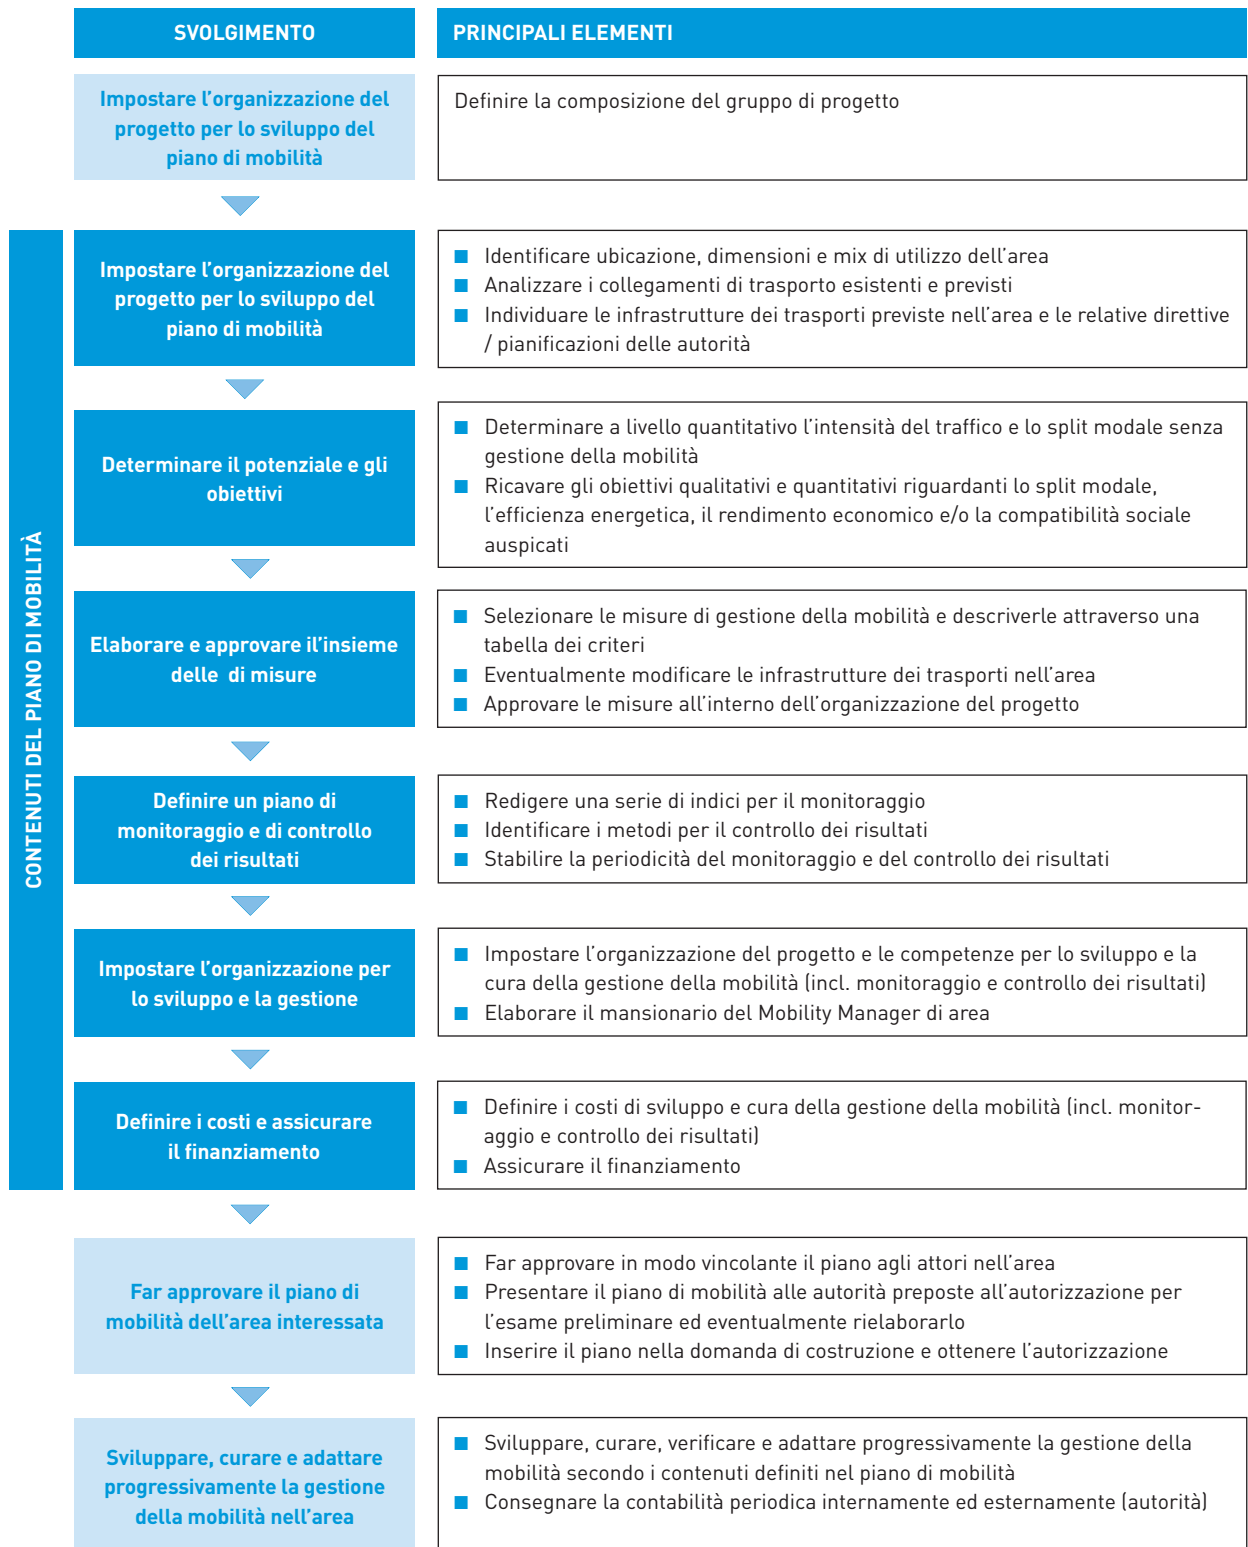 SVOLGIMENTO
PRINCIPALI ELEMENTI
Impostare l'organizzazione del
progetto per lo sviluppo del
piano di mobilità
Definire la composizione del gruppo di progetto
CONTENUTI DEL PIANO DI MOBILITÀ
Impostare l'organizzazione del
progetto per lo sviluppo del
piano di mobilità
■ Identificare ubicazione, dimensioni e mix di utilizzo dell'area
■ Analizzare i collegamenti di trasporto esistenti e previsti
■ Individuare le infrastrutture dei trasporti previste nell'area e le relative direttive
/ pianificazioni delle autorità
Determinare il potenziale e gli
obiettivi
■ Determinare a livello quantitativo l'intensità del traffico e lo split modale senza
gestione della mobilità
■ Ricavare gli obiettivi qualitativi e quantitativi riguardanti lo split modale,
l'efficienza energetica, il rendimento economico e/o la compatibilità sociale
auspicati
Elaborare e approvare il'insieme
delle  di misure
■ Selezionare le misure di gestione della mobilità e descriverle attraverso una
tabella dei criteri
■ Eventualmente modificare le infrastrutture dei trasporti nell'area
■ Approvare le misure all'interno dell'organizzazione del progetto
Definire un piano di
monitoraggio e di controllo
dei risultati
■ Redigere una serie di indici per il monitoraggio
■ Identificare i metodi per il controllo dei risultati
■ Stabilire la periodicità del monitoraggio e del controllo dei risultati
Impostare l'organizzazione per
lo sviluppo e la gestione
■ Impostare l'organizzazione del progetto e le competenze per lo sviluppo e la
cura della gestione della mobilità (incl. monitoraggio e controllo dei risultati)
■ Elaborare il mansionario del Mobility Manager di area
Definire i costi e assicurare
il finanziamento
■ Definire i costi di sviluppo e cura della gestione della mobilità (incl. monitor-
aggio e controllo dei risultati)
■ Assicurare il finanziamento
Far approvare il piano di
mobilità dell'area interessata
■ Far approvare in modo vincolante il piano agli attori nell'area
■ Presentare il piano di mobilità alle autorità preposte all'autorizzazione per
l'esame preliminare ed eventualmente rielaborarlo
■ Inserire il piano nella domanda di costruzione e ottenere l'autorizzazione
Sviluppare, curare e adattare
progressivamente la gestione
della mobilità nell'area
■ Sviluppare, curare, verificare e adattare progressivamente la gestione della
mobilità secondo i contenuti definiti nel piano di mobilità
■ Consegnare la contabilità periodica internamente ed esternamente (autorità)